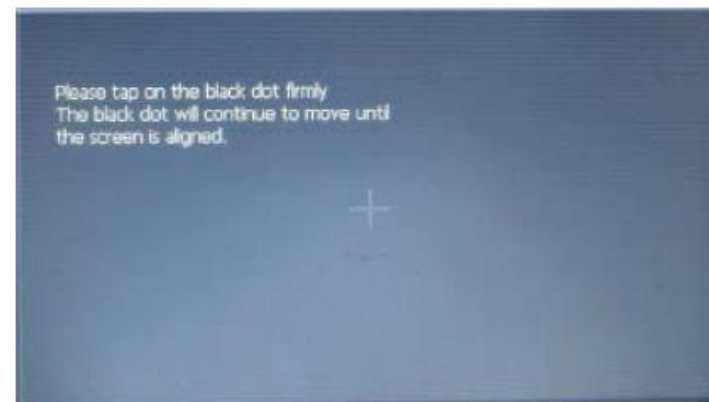 Please tap on the black dot firmly
The black dot will continue to move until
the screen is aligned.